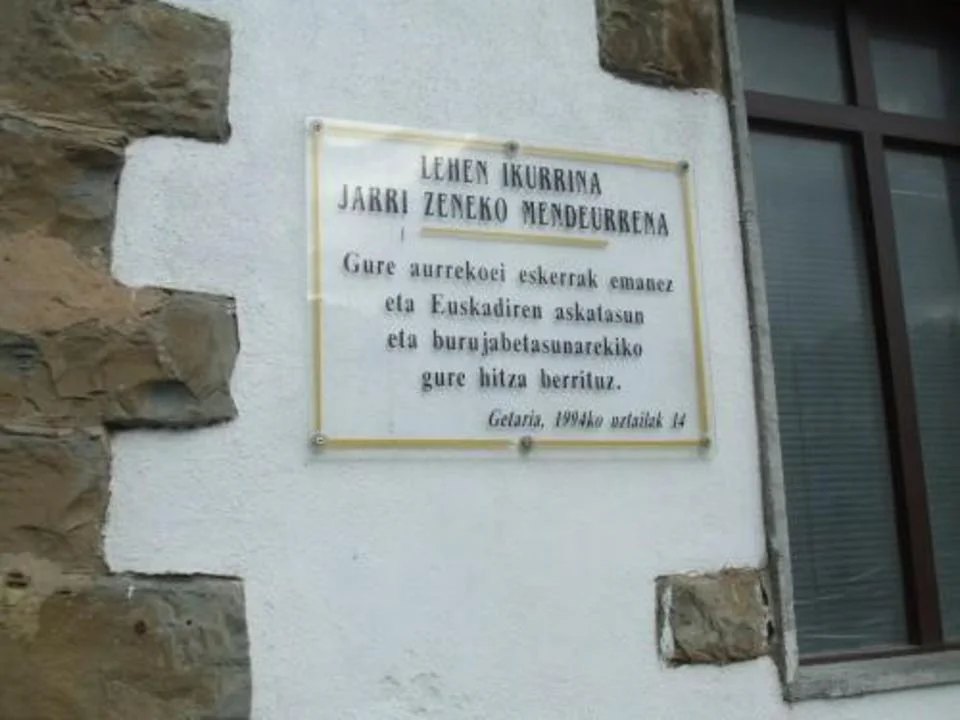 LEHEN IKURRINA
JARRI ZENEKO MENDEURRENA
Gure aurrekoei eskerrak emanez
eta Euskadiren askatasun
eta burujabetasunarekiko
gure hitza berrituz.
Getaria, 1994ko uztailak 14